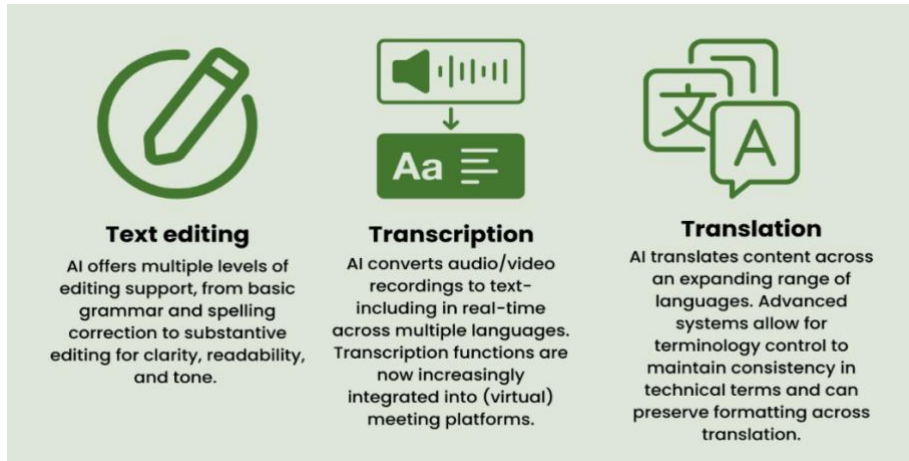 Aa
文
A
Text editing
AI offers multiple levels of
editing support, from basic
grammar and spelling
correction to substantive
editing for clarity, readability,
and tone.
Transcription
AI converts audio/video
recordings to text-
including in real-time
across multiple languages.
Transcription functions are
now increasingly
integrated into (virtual)
meeting platforms.
Translation
AI translates content across
an expanding range of
languages. Advanced
systems allow for
terminology control to
maintain consistency in
technical terms and can
preserve formatting across
translation.